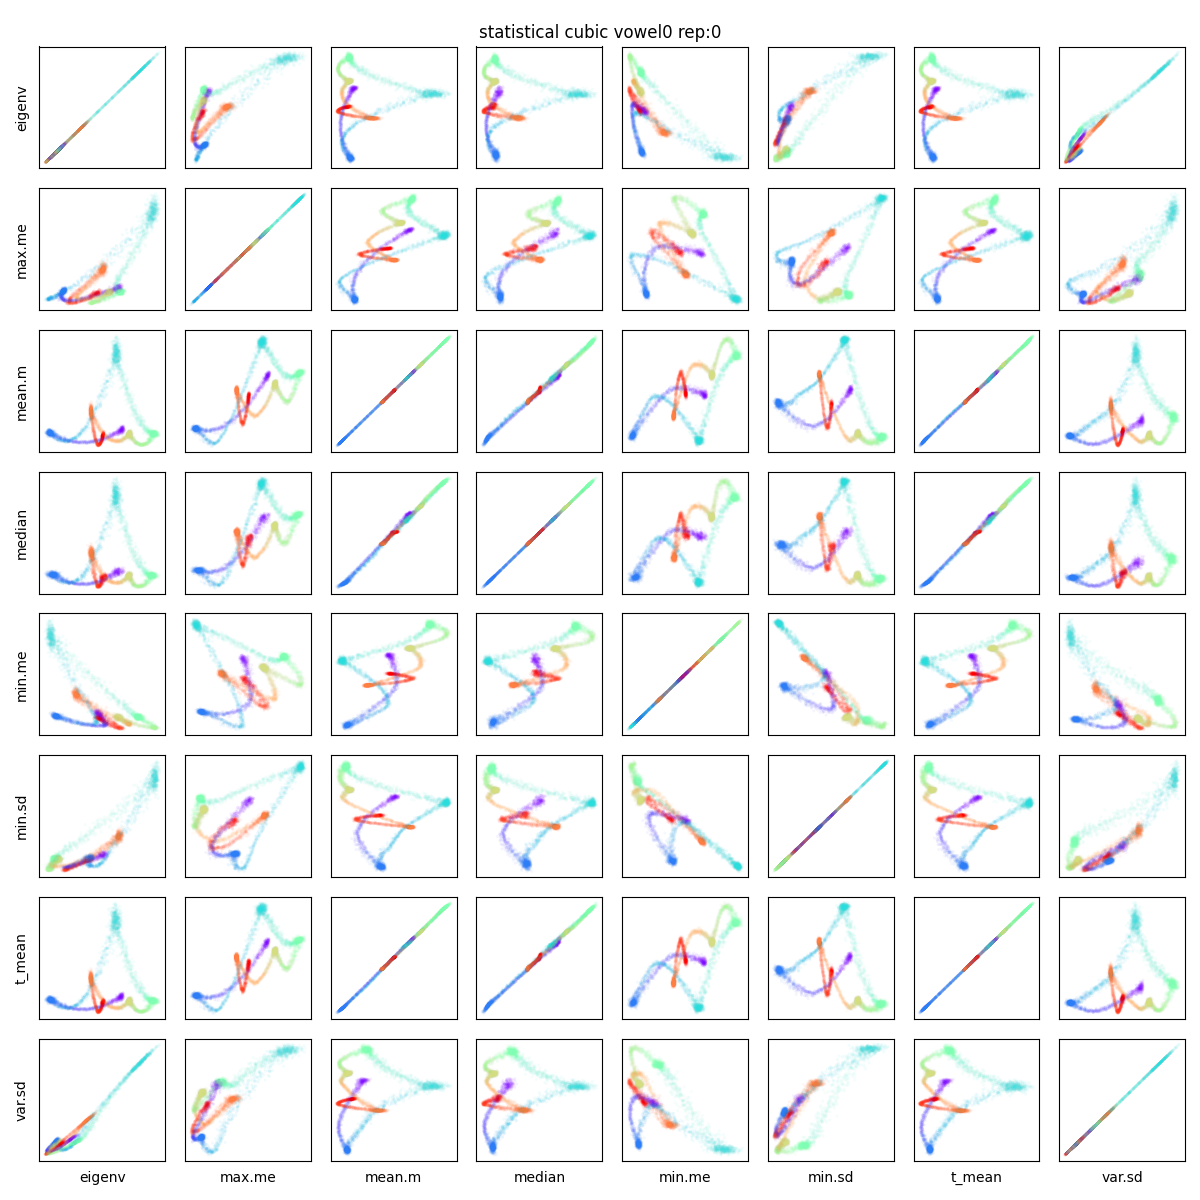 statistical cubic vowel0 rep:0
eigenv
max.me
mean.m
median
min.me
min.sd
t_mean
var.sd
eigenv max.me mean.m median min.me min.sd t_mean var.sd